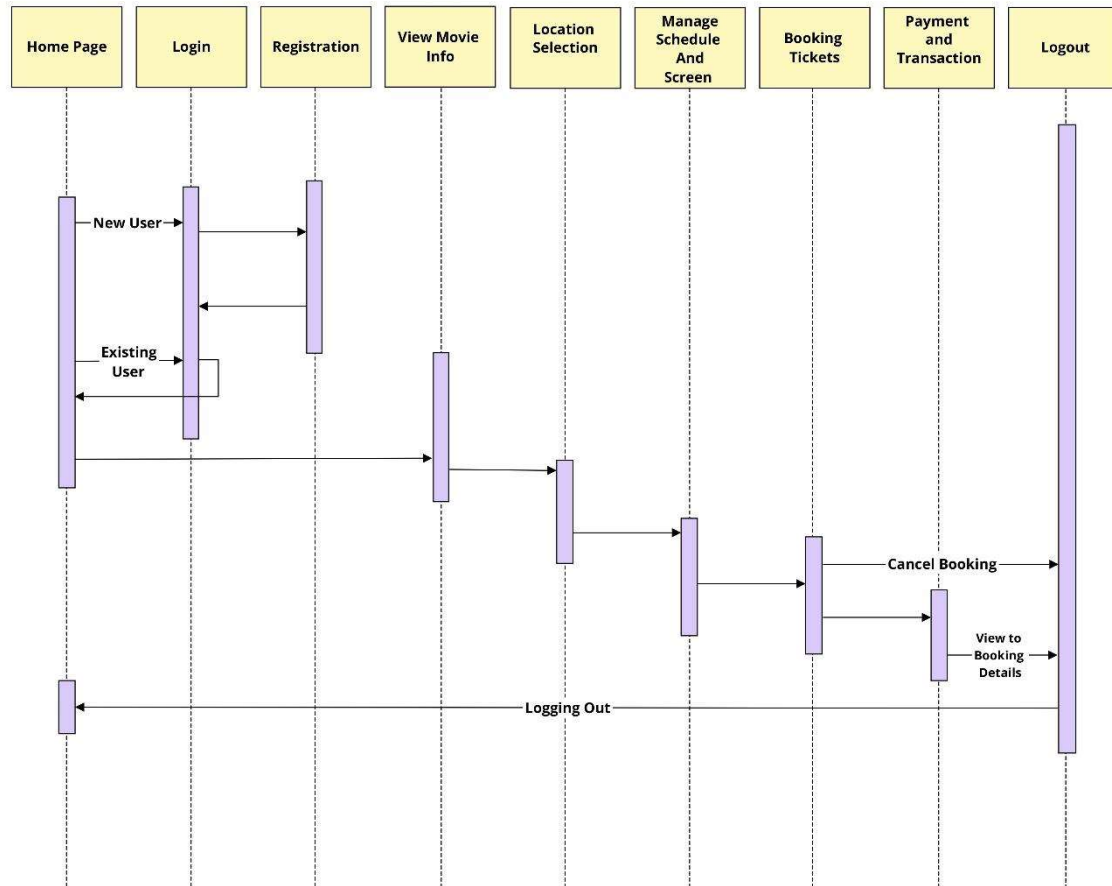 Home Page
Login
Registration
View Movie
Info
Location
Selection
Manage
Schedule
And
Screen
Booking
Tickets
Payment
and
Transaction
Logout
New User
Existing
User
Cancel Booking
View to
Booking
Details
Logging Out